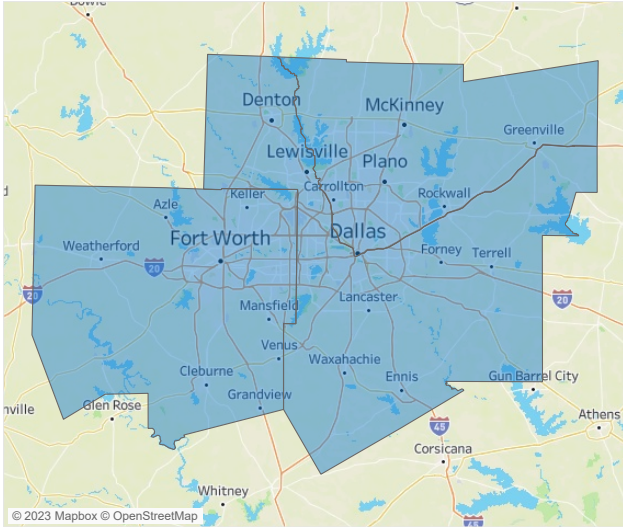 Bowie
Denton
McKinney
Greenville
Lewisville
Plano
Carrollton
Keller
Rockwall
Azle
Fort Worth
Dallas
Weatherford
20
Forney
Terrell
20
20
Lancaster
Mansfield
Venus
Waxahachie
Cleburne
Ennis
Gun Barrel City
Grandview
Glen Rose
nville
Athens
45
Corsicana
Whitney
45
© 2023 Mapbox © OpenStreetMap